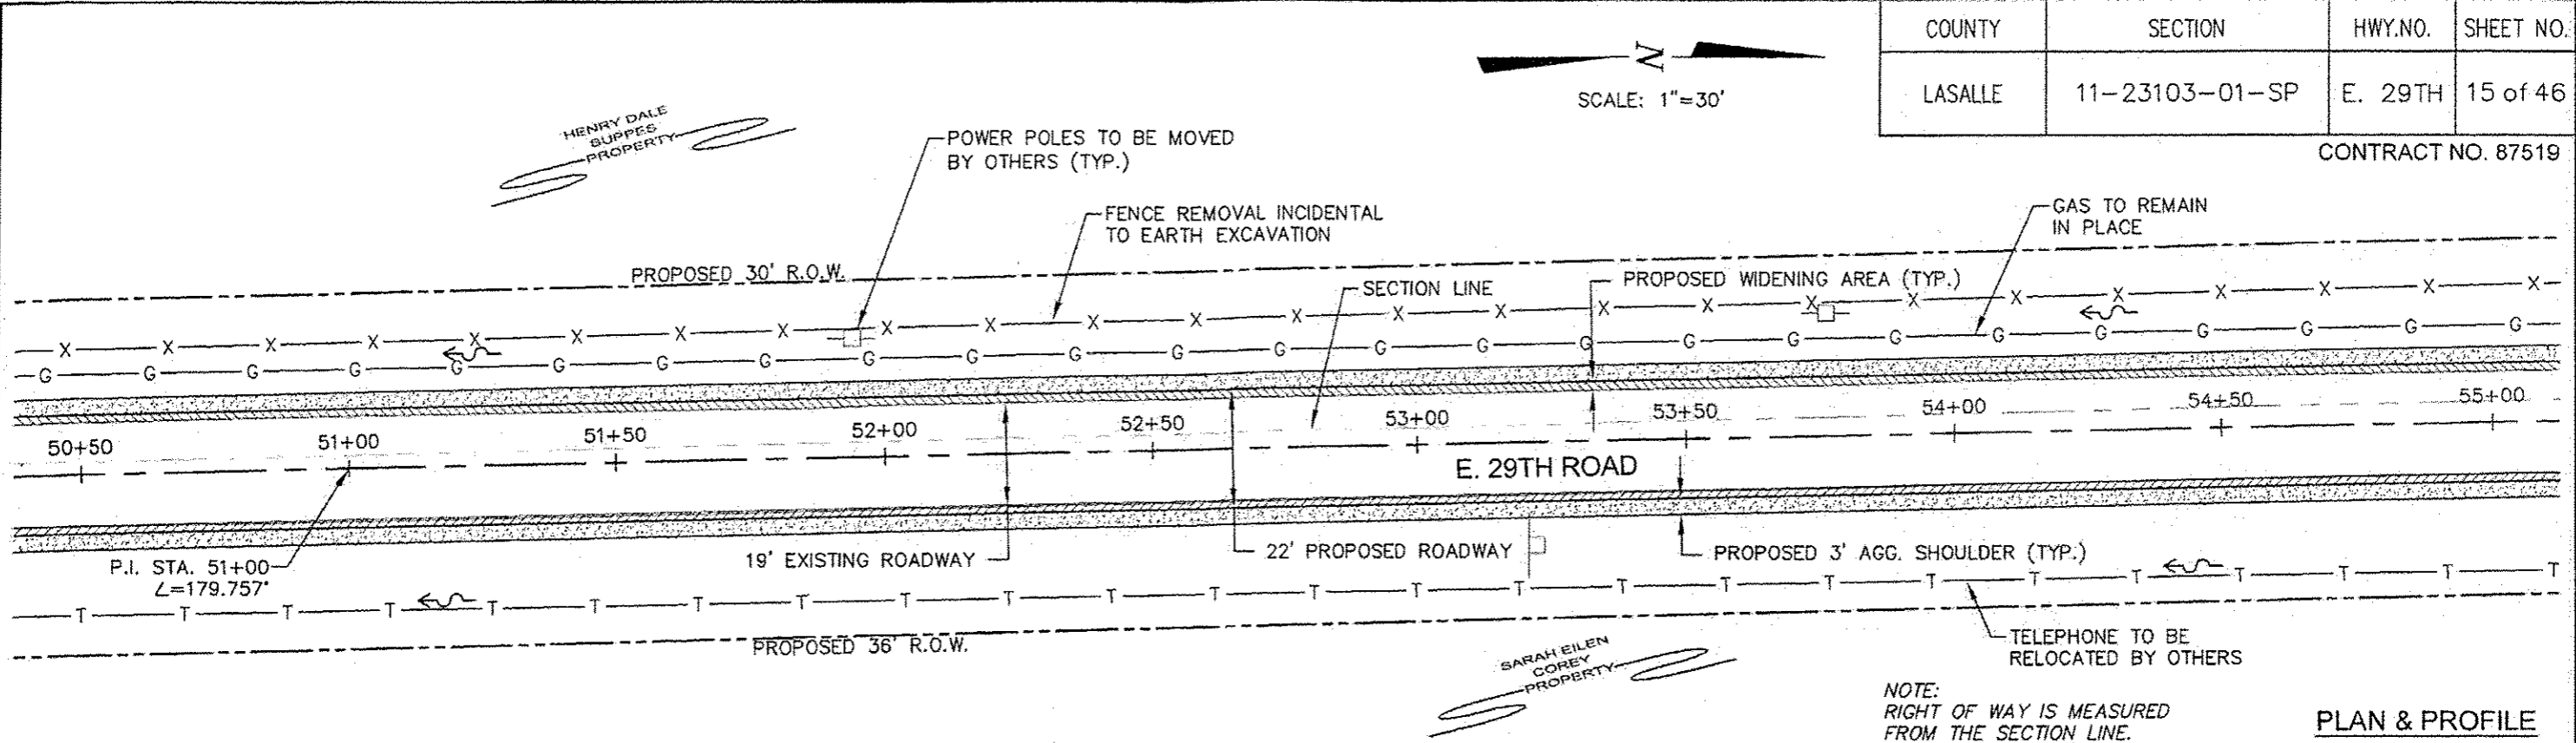 COUNTY SECTION HWY.NO. SHEET NO.
LASALLE 11-23103-01-SP E. 29TH 15 of 46
CONTRACT NO. 87519
N
SCALE: 1"=30'
HENRY DALE
SUPPES
PROPERTY
POWER POLES TO BE MOVED
BY OTHERS (TYP.)
FENCE REMOVAL INCIDENTAL
TO EARTH EXCAVATION
GAS TO REMAIN
IN PLACE
PROPOSED 30' R.O.W.
SECTION LINE
PROPOSED WIDENING AREA (TYP.)
X X X X X X X X X X X X X X X X X X X X X X X X X
G G G G G G G G G G G G G G G G G G G G G G G G G
50+50 51+00 51+50 52+00 52+50 53+00 53+50 54+00 54+50 55+00
E. 29TH ROAD
P.I. STA. 51+00
∠=179.757°
19' EXISTING ROADWAY
22' PROPOSED ROADWAY
PROPOSED 3' AGG. SHOULDER (TYP.)
T T T T T T T T T T T T T T T T T T T T T T T T T
PROPOSED 36' R.O.W.
TELEPHONE TO BE
RELOCATED BY OTHERS
SARAH EILEN
COREY
PROPERTY
NOTE:
RIGHT OF WAY IS MEASURED
FROM THE SECTION LINE.
PLAN & PROFILE